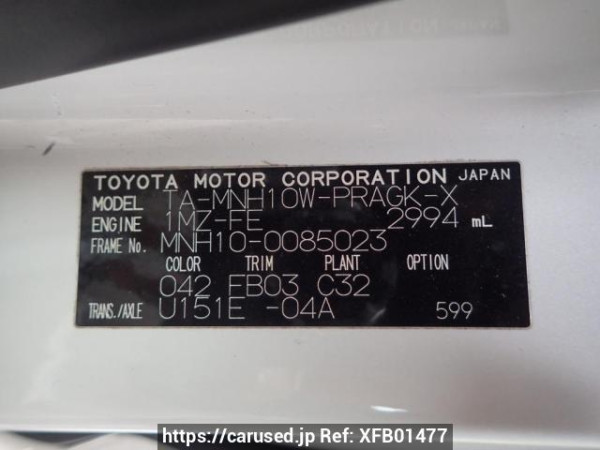 TOYOTA MOTOR CORPORATION JAPAN
MODEL TA-MNH10W-PRAGK-X
ENGINE 1MZ-FE 2994 mL
FRAME No. MNH10-0085023
COLOR TRIM PLANT OPTION
042 FB03 C32
TRANS./AXLE U151E -04A 599
https://carused.jp Ref: XFB01477